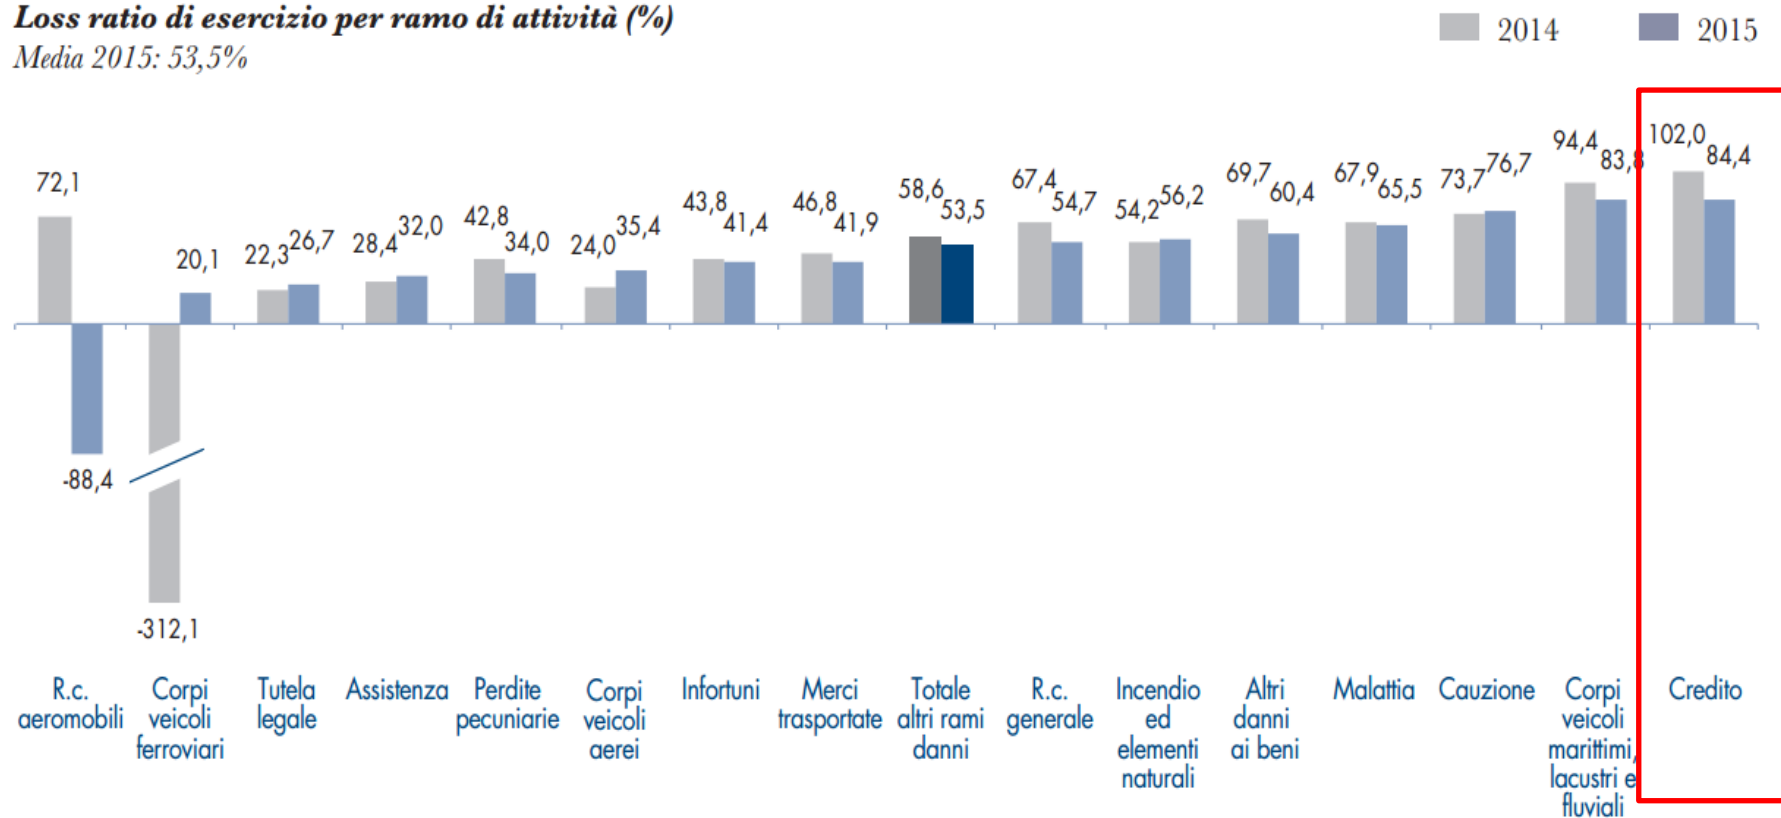 Loss ratio di esercizio per ramo di attività (%)
Media 2015: 53,5%
2014
2015
72,1
-88,4
-312,1
20,1
22,3
26,7
28,4
32,0
42,8
34,0
24,0
35,4
43,8
41,4
46,8
41,9
58,6
53,5
67,4
54,7
54,2
56,2
69,7
60,4
67,9
65,5
73,7
76,7
94,4
83,8
102,0
84,4
R.c.
aeromobili
Corpi
veicoli
ferroviari
Tutela
legale
Assistenza
Perdite
pecuniarie
Corpi
veicoli
aerei
Infortuni
Merci
trasportate
Totale
altri rami
danni
R.c.
generale
Incendio
ed
elementi
naturali
Altri
danni
ai beni
Malattia
Cauzione
Corpi
veicoli
marittimi,
lacustri e
fluviali
Credito